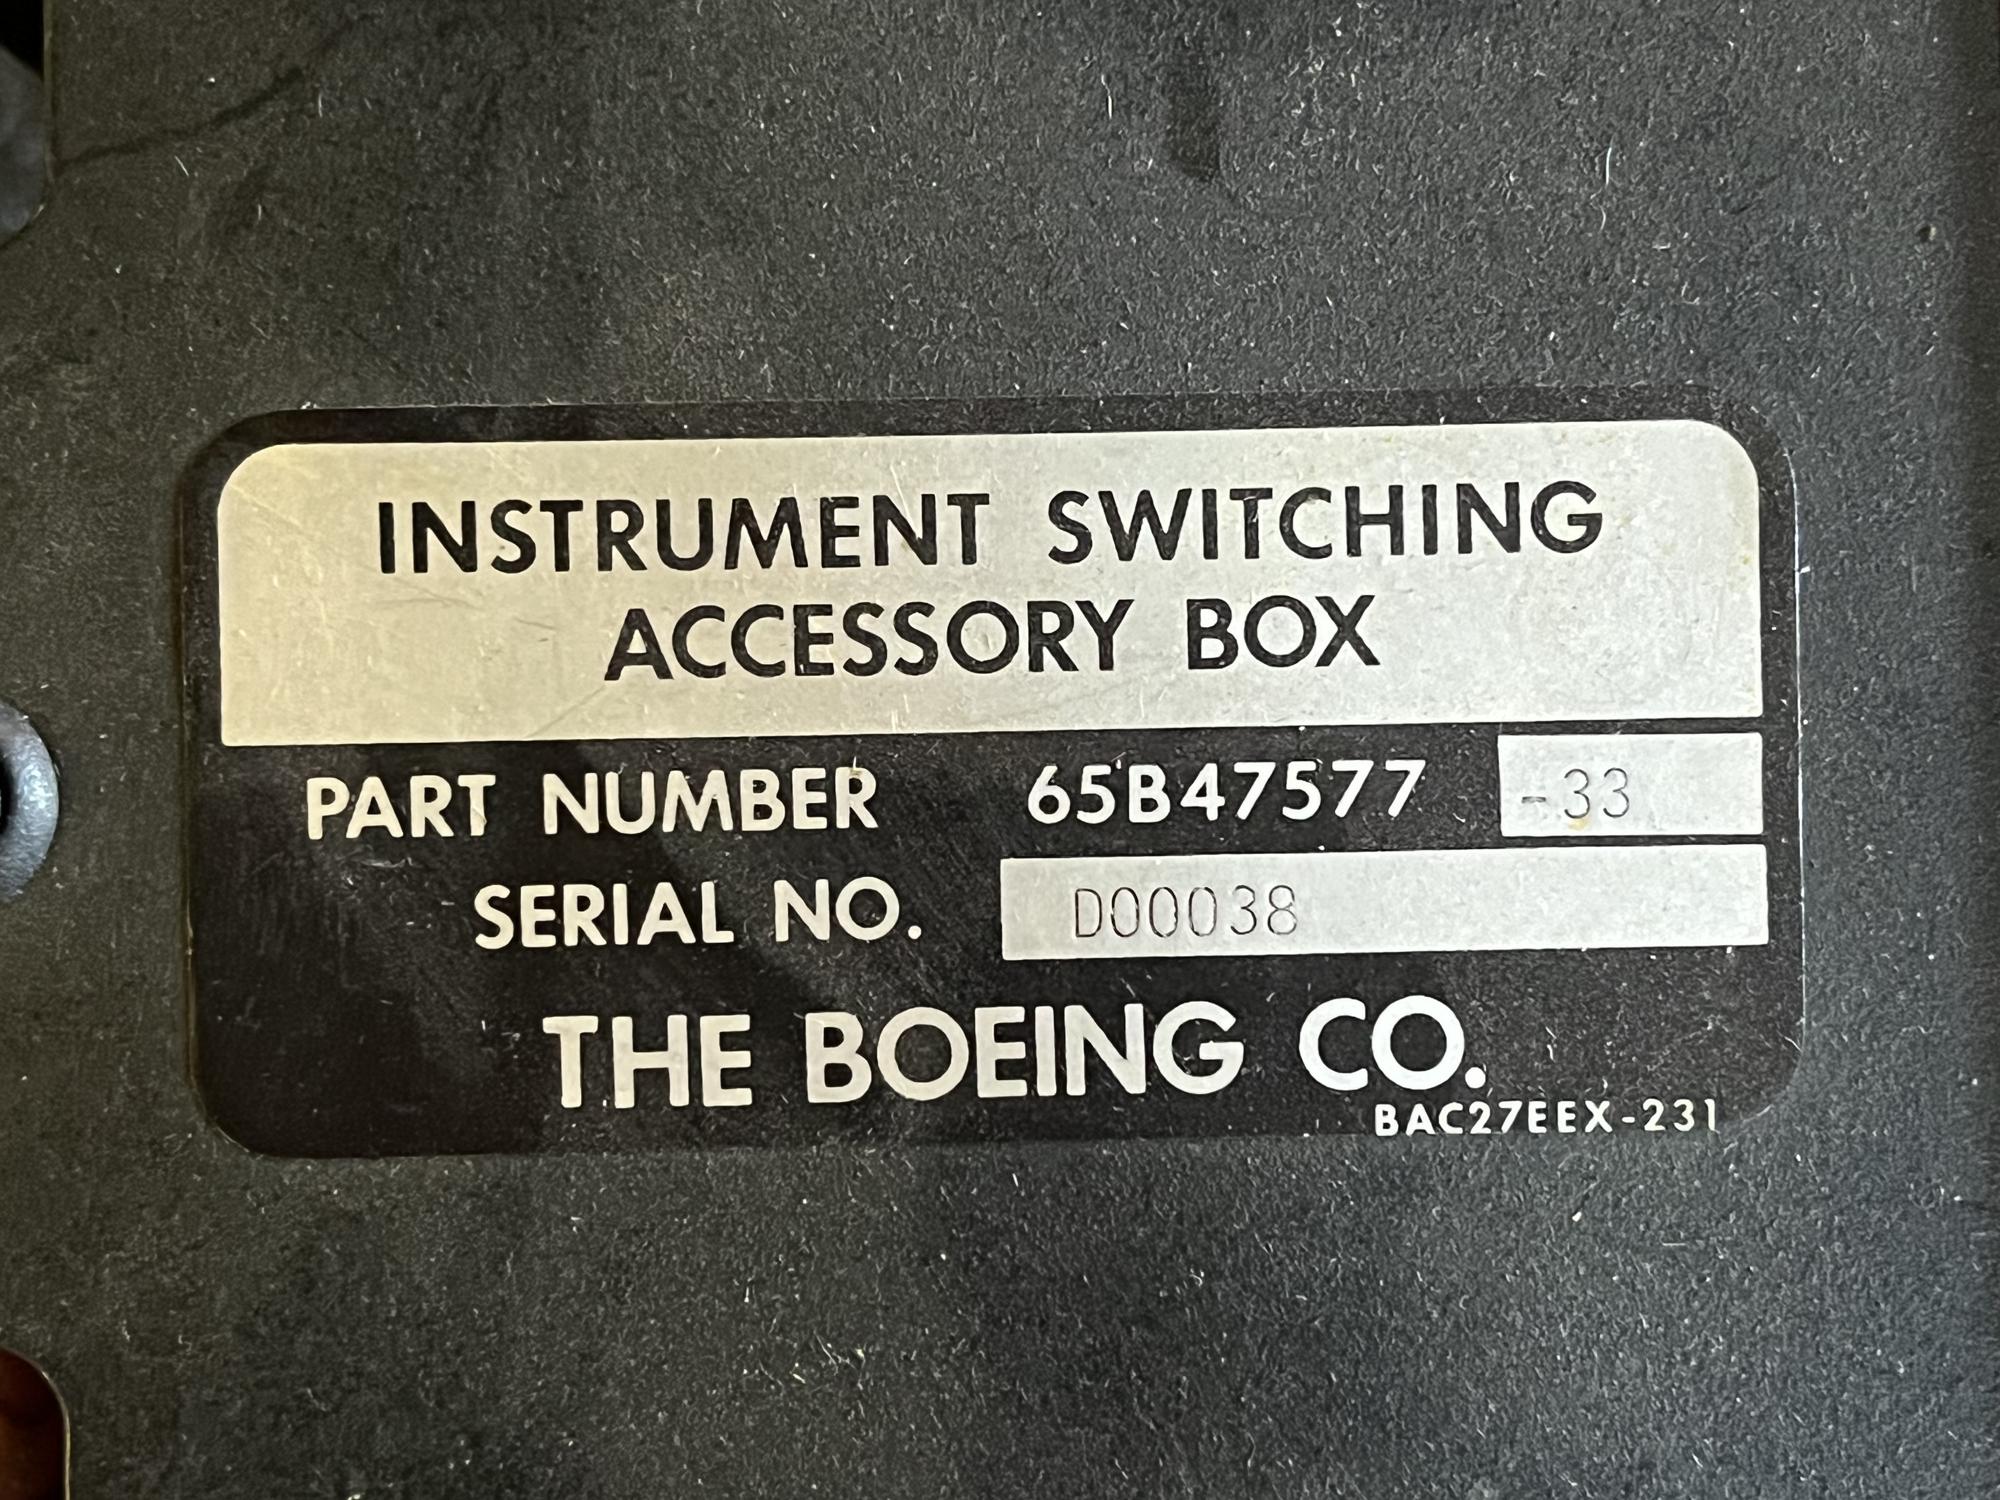 INSTRUMENT SWITCHING
ACCESSORY BOX
PART NUMBER 65B47577 -33
SERIAL NO. D00038
THE BOEING CO.
BAC27EEX-231